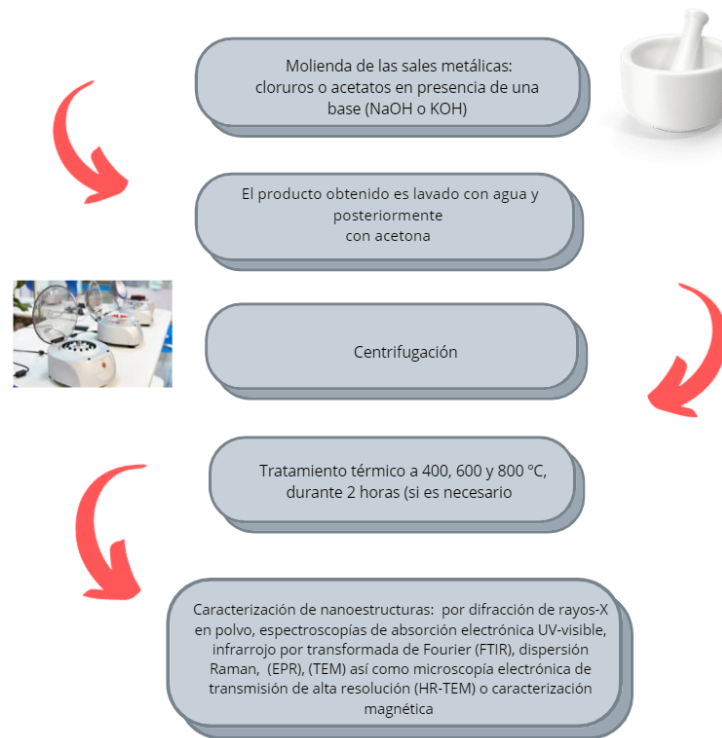 Molienda de las sales metálicas:
cloruros o acetatos en presencia de una
base (NaOH o KOH)
El producto obtenido es lavado con agua y
posteriormente
con acetona
Centrifugación
Tratamiento térmico a 400, 600 y 800 ºC,
durante 2 horas (si es necesario
Caracterización de nanoestructuras: por difracción de rayos-X
en polvo, espectroscopías de absorción electrónica UV-visible,
infrarrojo por transformada de Fourier (FTIR), dispersión
Raman, (EPR), (TEM) así como microscopía electrónica de
transmisión de alta resolución (HR-TEM) o caracterización
magnética